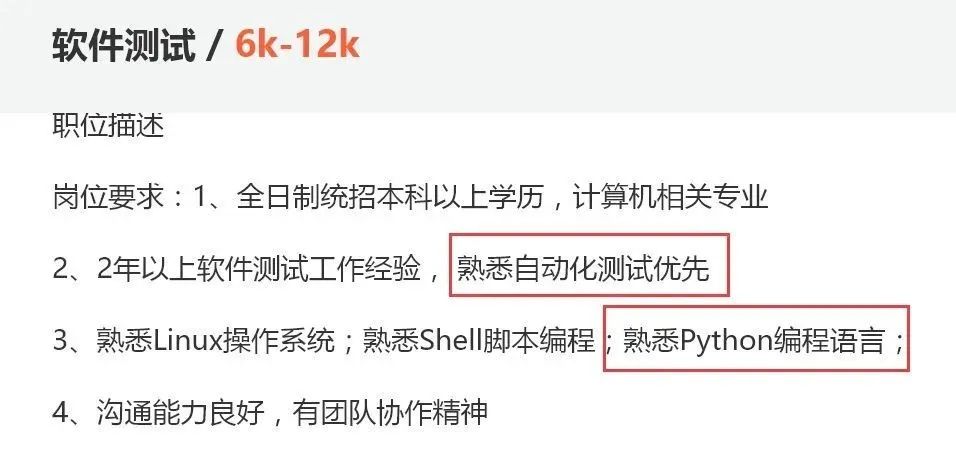 软件测试 / 6k-12k
职位描述
岗位要求：1、全日制统招本科以上学历，计算机相关专业
2、2年以上软件测试工作经验，熟悉自动化测试优先
3、熟悉Linux操作系统；熟悉Shell脚本编程；熟悉Python编程语言；
4、沟通能力良好，有团队协作精神